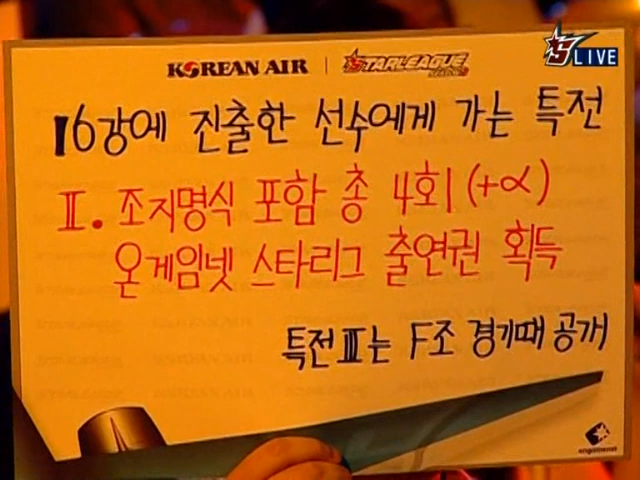 KOREAN AIR
STARLEAGUE
LIVE
16강에 진출한 선수에게 가는 특전
Ⅱ. 조지명식 포함 총 4회 (+α)
온게임넷 스타리그 출연권 획득
특전 Ⅲ는 F조 경기때 공개
ongamenet